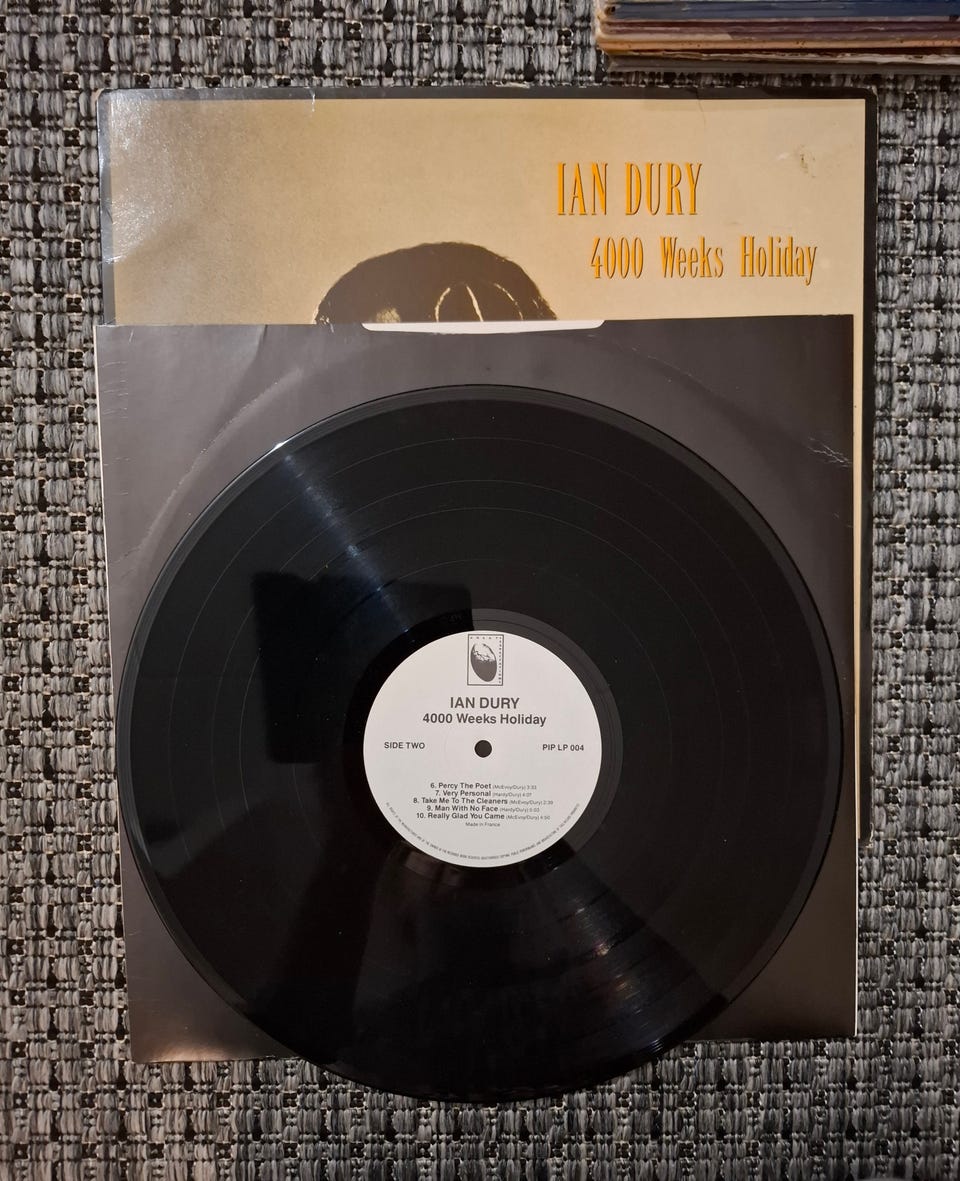 IAN DURY
4000 Weeks Holiday
IAN DURY
4000 Weeks Holiday
SIDE TWO
PIP LP 004
6. Percy The Poet (McEvoy/Dury) 3:33
7. Very Personal (Hardy/Dury) 4:07
8. Take Me To The Cleaners (McEvoy/Dury) 2:39
9. Man With No Face (Hardy/Dury) 5:03
10. Really Glad You Came (McEvoy/Dury) 4:50
Made in France